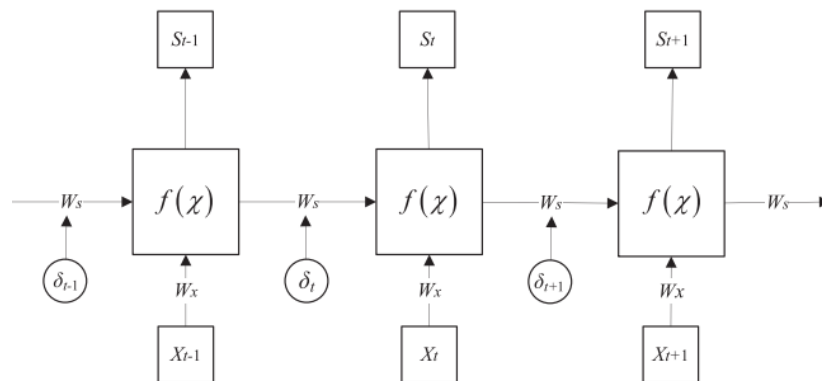 St-1 St St+1
Ws f(χ) Ws f(χ) Ws f(χ) Ws
δt-1 δt δt+1
Wx Wx Wx
Xt-1 Xt Xt+1